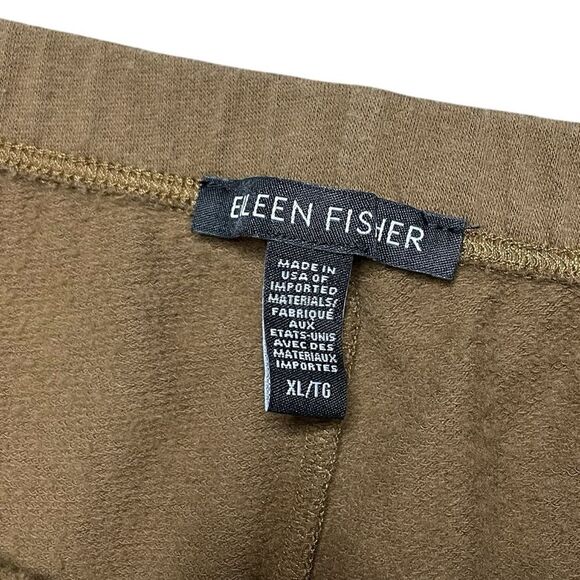 EILEEN FISHER
MADE IN
USA OF
IMPORTED
MATERIALS/
FABRIQUÉ
AUX
ETATS-UNIS
AVEC DES
MATERIAUX
IMPORTES
XL/TG